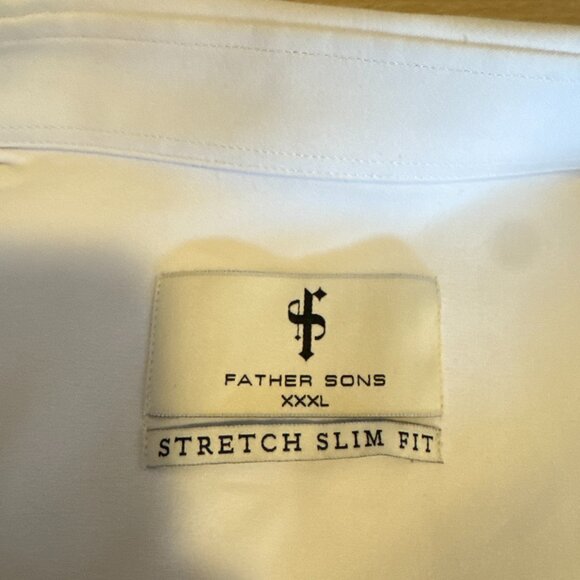 FATHER SONS
XXXL
STRETCH SLIM FIT